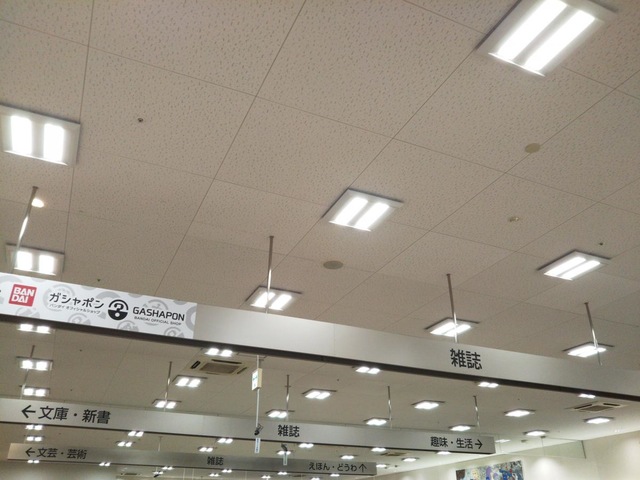 BAN
DAI
ガシャポン
バンダイ オフィシャルショップ
GASHAPON
BANDAI OFFICIAL SHOP
雑誌
←文庫・新書
雑誌
趣味・生活→
←文芸・芸術
雑誌
えほん・どうわ↑